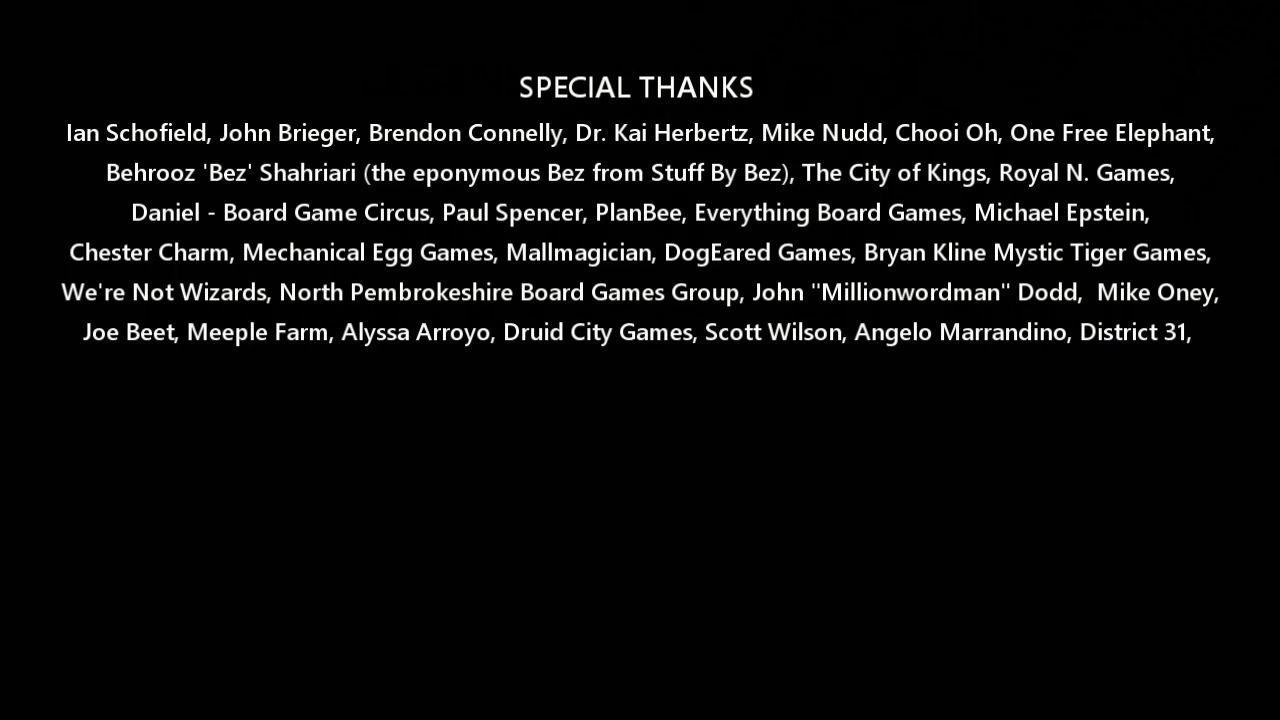 SPECIAL THANKS
Ian Schofield, John Brieger, Brendon Connelly, Dr. Kai Herbertz, Mike Nudd, Chooi Oh, One Free Elephant,
Behrooz 'Bez' Shahriari (the eponymous Bez from Stuff By Bez), The City of Kings, Royal N. Games,
Daniel - Board Game Circus, Paul Spencer, PlanBee, Everything Board Games, Michael Epstein,
Chester Charm, Mechanical Egg Games, Mallmagician, DogEared Games, Bryan Kline Mystic Tiger Games,
We're Not Wizards, North Pembrokeshire Board Games Group, John "Millionwordman" Dodd,  Mike Oney,
Joe Beet, Meeple Farm, Alyssa Arroyo, Druid City Games, Scott Wilson, Angelo Marrandino, District 31,